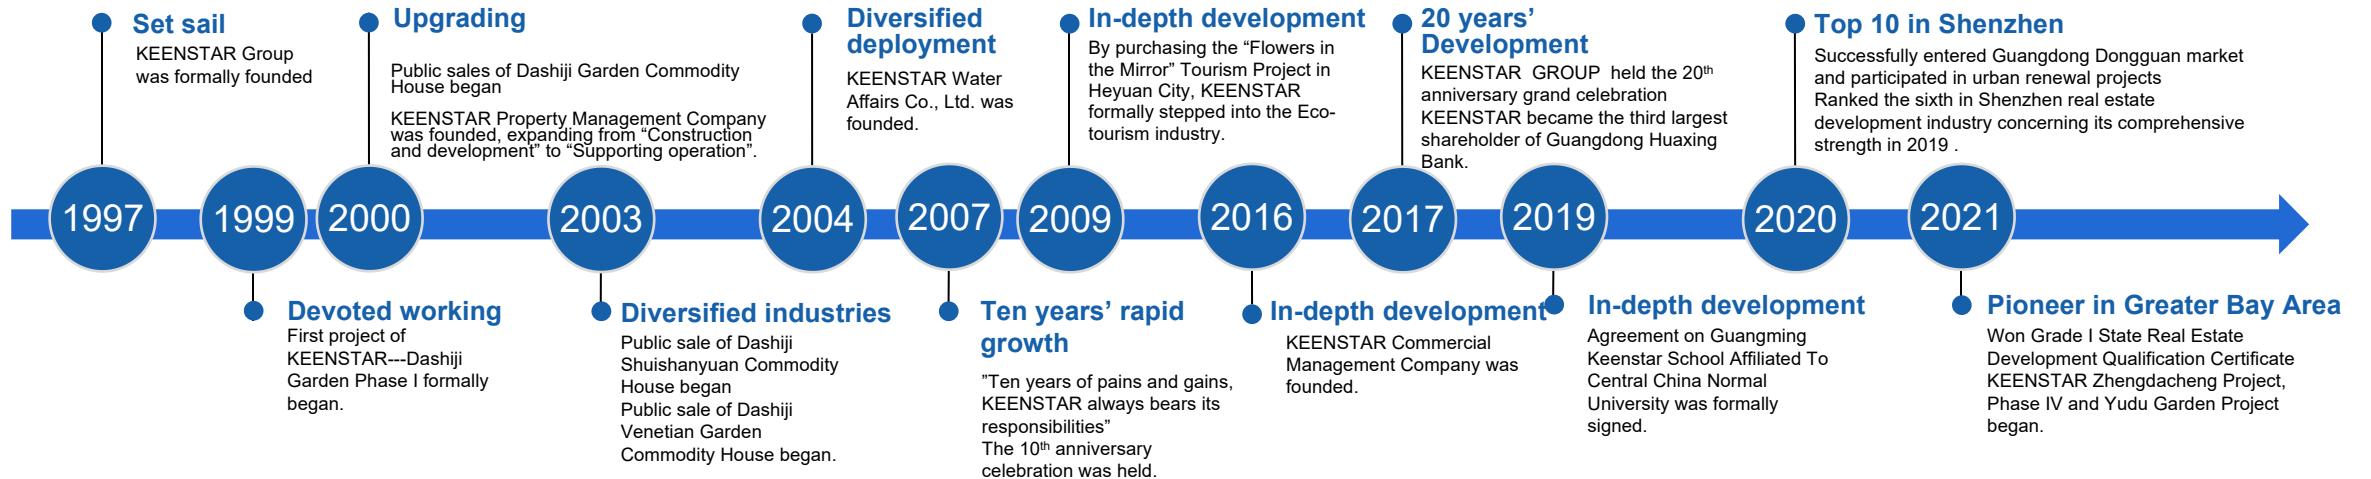 Set sail
KEENSTAR Group
was formally founded
Upgrading
Public sales of Dashiji Garden Commodity
House began
KEENSTAR Property Management Company
was founded, expanding from “Construction
and development” to “Supporting operation”.
Diversified
deployment
KEENSTAR Water
Affairs Co., Ltd. was
founded.
In-depth development
By purchasing the “Flowers in
the Mirror” Tourism Project in
Heyuan City, KEENSTAR
formally stepped into the Eco-
tourism industry.
20 years’
Development
KEENSTAR GROUP held the 20th
anniversary grand celebration
KEENSTAR became the third largest
shareholder of Guangdong Huaxing
Bank.
Top 10 in Shenzhen
Successfully entered Guangdong Dongguan market
and participated in urban renewal projects
Ranked the sixth in Shenzhen real estate
development industry concerning its comprehensive
strength in 2019 .
1997
1999
2000
2003
2004
2007
2009
2016
2017
2019
2020
2021
Devoted working
First project of
KEENSTAR---Dashiji
Garden Phase I formally
began.
Diversified industries
Public sale of Dashiji
Shuishanyuan Commodity
House began
Public sale of Dashiji
Venetian Garden
Commodity House began.
Ten years’ rapid
growth
”Ten years of pains and gains,
KEENSTAR always bears its
responsibilities”
The 10th anniversary
celebration was held.
In-depth development
KEENSTAR Commercial
Management Company was
founded.
In-depth development
Agreement on Guangming
Keenstar School Affiliated To
Central China Normal
University was formally
signed.
Pioneer in Greater Bay Area
Won Grade I State Real Estate
Development Qualification Certificate
KEENSTAR Zhengdacheng Project,
Phase IV and Yudu Garden Project
began.